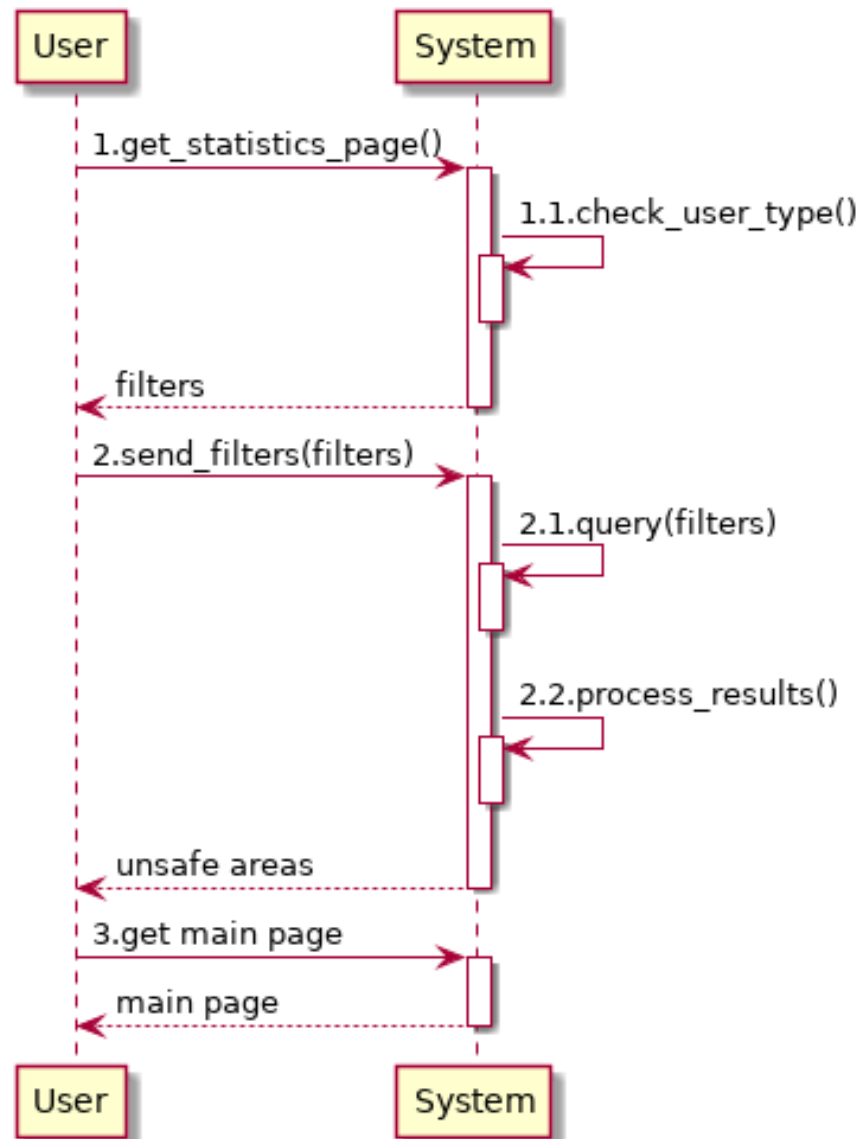 User
System
1.get_statistics_page()
1.1.check_user_type()
filters
2.send_filters(filters)
2.1.query(filters)
2.2.process_results()
unsafe areas
3.get main page
main page
User
System